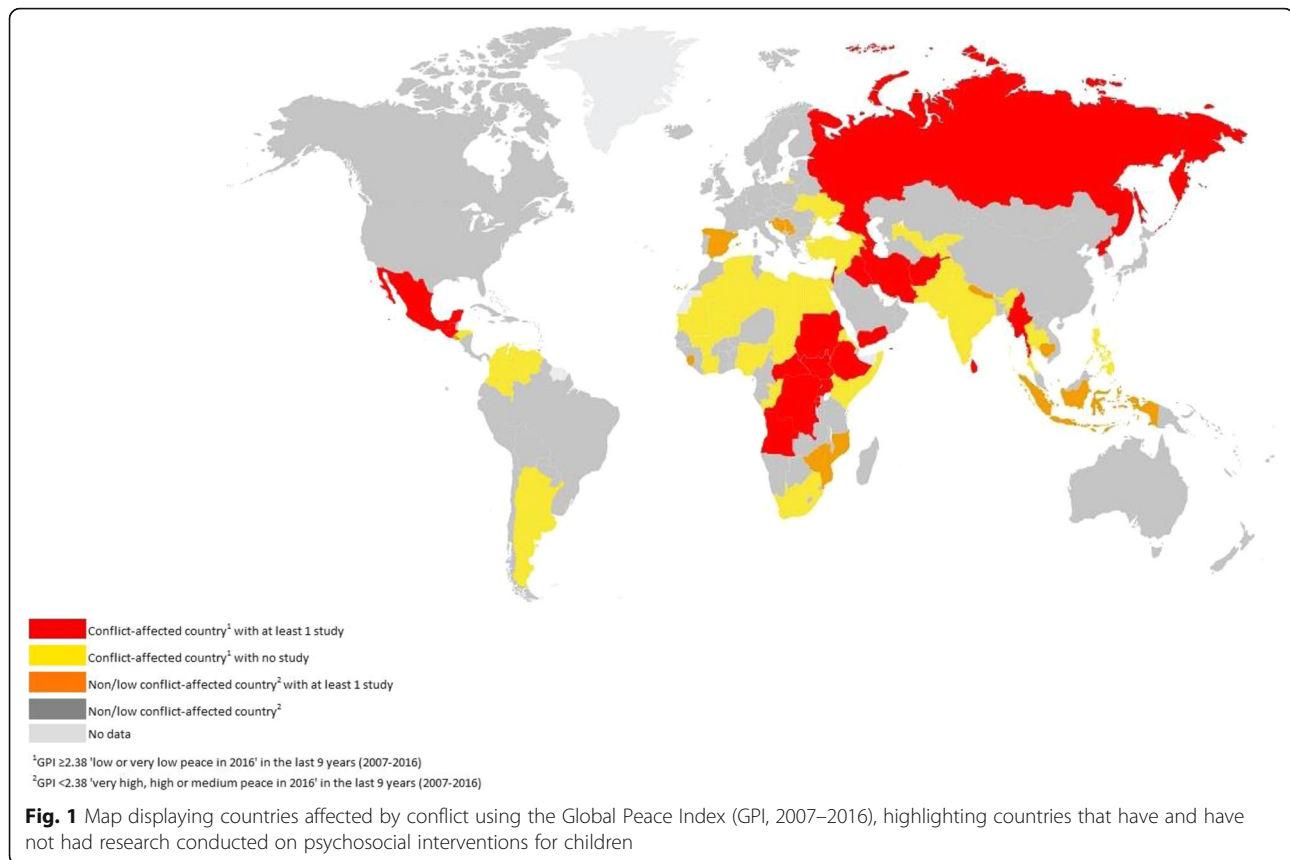 Conflict-affected country¹ with at least 1 study
Conflict-affected country¹ with no study
Non/low conflict-affected country² with at least 1 study
Non/low conflict-affected country²
No data
¹GPI ≥2.38 'low or very low peace in 2016' in the last 9 years (2007-2016)
²GPI <2.38 'very high, high or medium peace in 2016' in the last 9 years (2007-2016)
Fig. 1 Map displaying countries affected by conflict using the Global Peace Index (GPI, 2007–2016), highlighting countries that have and have
not had research conducted on psychosocial interventions for children